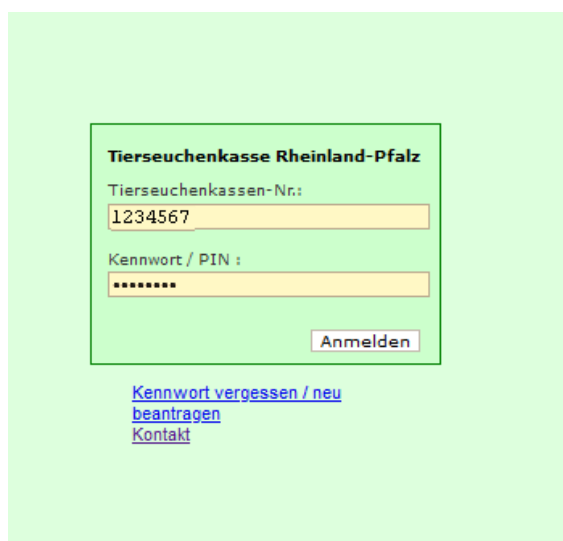 Tierseuchenkasse Rheinland-Pfalz
Tierseuchenkassen-Nr.:
1234567
Kennwort / PIN :
••••••••
Anmelden
Kennwort vergessen / neu
beantragen
Kontakt